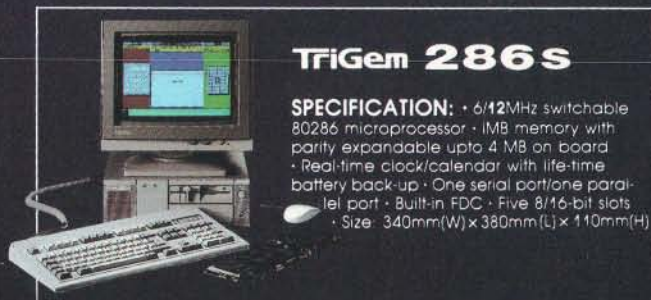 TriGem 286s
SPECIFICATION: • 6/12MHz switchable
80286 microprocessor • IMB memory with
parity expandable upto 4 MB on board
• Real-time clock/calendar with life-time
battery back-up • One serial port/one paral-
lel port • Built-in FDC • Five 8/16-bit slots
• Size: 340mm(W)×380mm(L)×110mm(H)